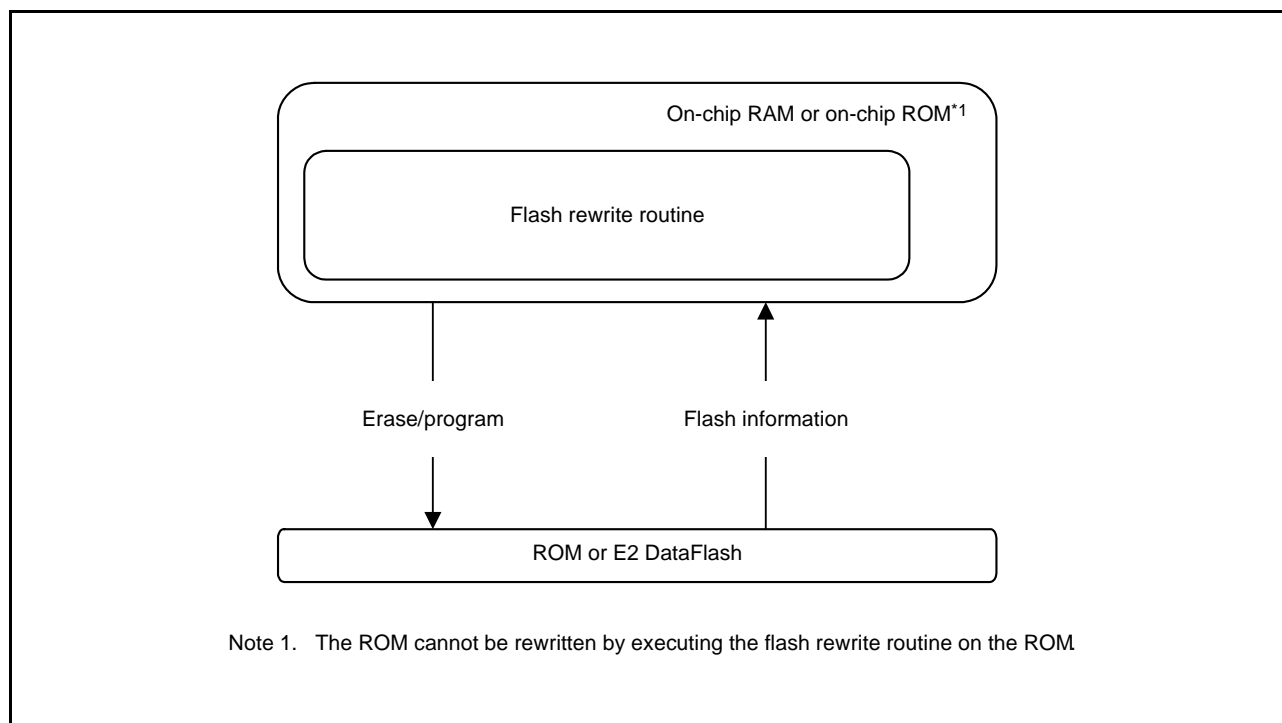 On-chip RAM or on-chip ROM*1
Flash rewrite routine
Erase/program
Flash information
ROM or E2 DataFlash
Note 1. The ROM cannot be rewritten by executing the flash rewrite routine on the ROM.